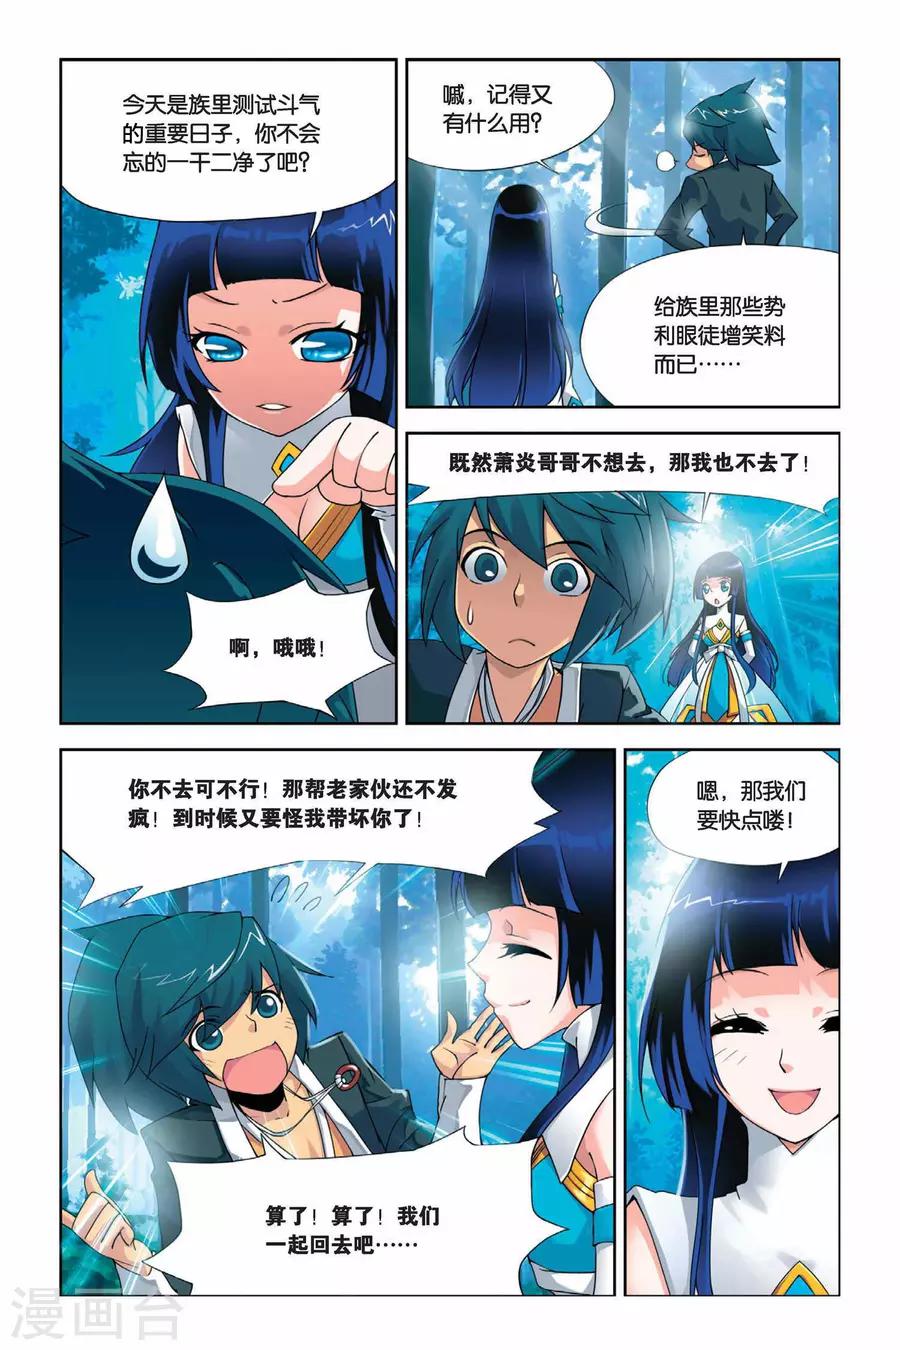 今天是族里测试斗气
的重要日子，你不会
忘的一干二净了吧？
啊，哦哦！
嘁，记得又
有什么用？
给族里那些势
利眼徒增笑料
而已……
既然萧炎哥哥不想去，那我也不去了！
你不去可不行！那帮老家伙还不发
疯！到时候又要怪我带坏你了！
算了！算了！我们
一起回去吧……
嗯，那我们
要快点喽！
漫画台